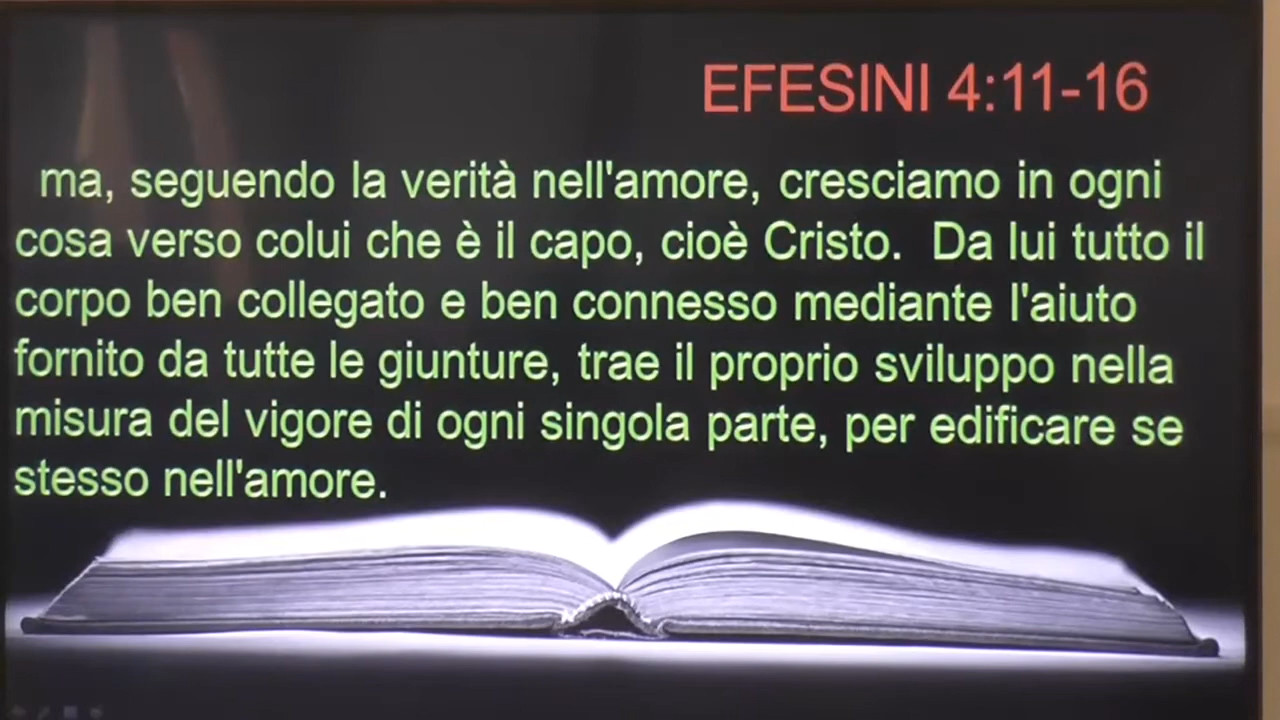 EFESINI 4:11-16
ma, seguendo la verità nell'amore, cresciamo in ogni
cosa verso colui che è il capo, cioè Cristo. Da lui tutto il
corpo ben collegato e ben connesso mediante l'aiuto
fornito da tutte le giunture, trae il proprio sviluppo nella
misura del vigore di ogni singola parte, per edificare se
stesso nell'amore.